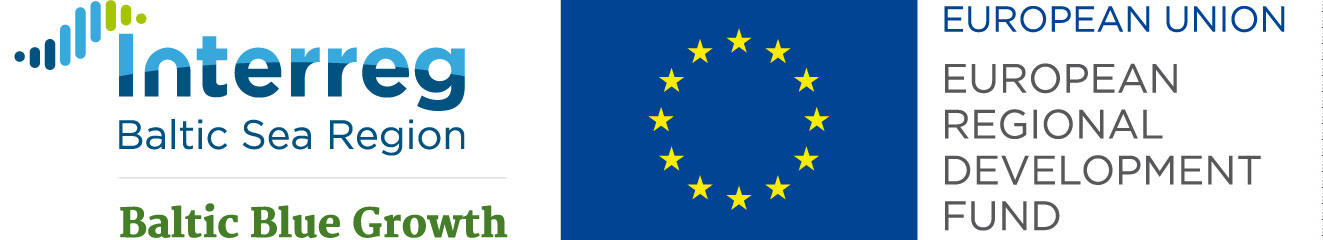 Interreg
Baltic Sea Region
Baltic Blue Growth
EUROPEAN UNION
EUROPEAN
REGIONAL
DEVELOPMENT
FUND